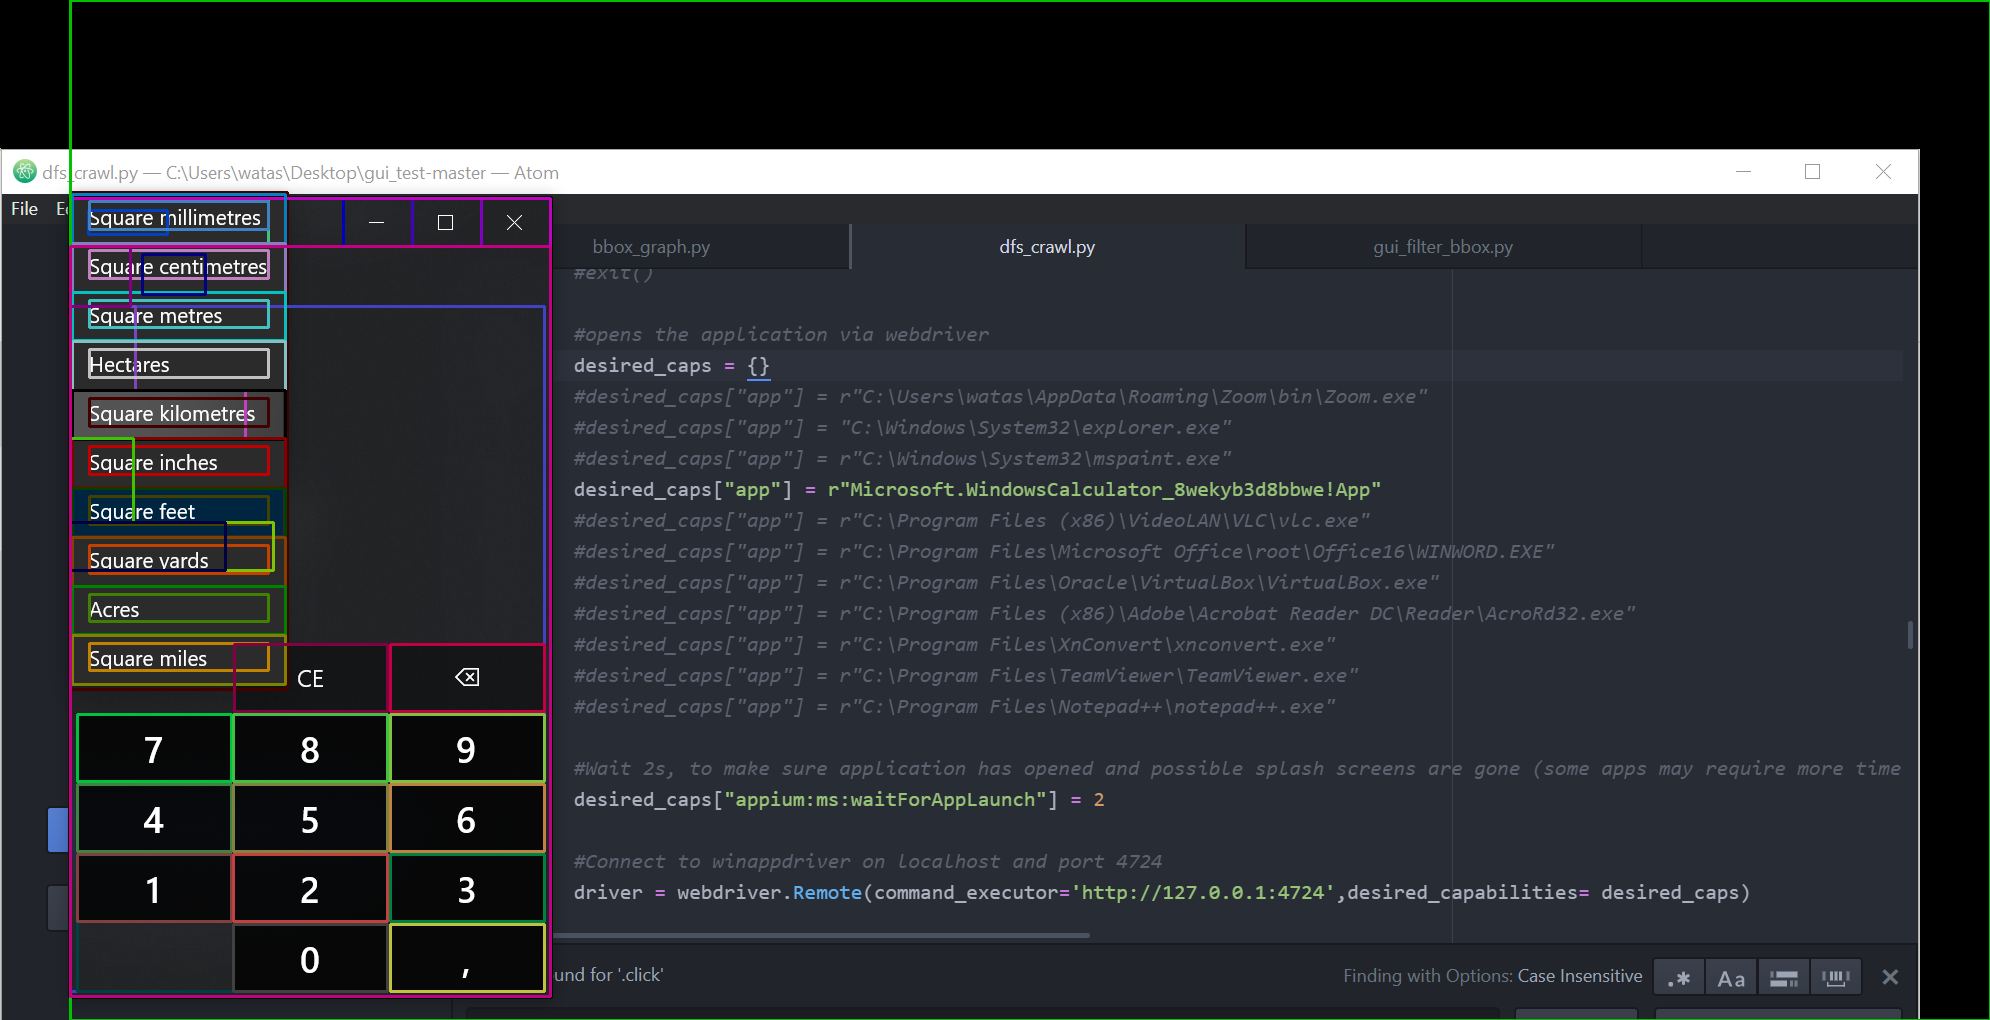 dfs_crawl.py — C:\Users\watas\Desktop\gui_test-master — Atom
File
Square millimetres
Square centimetres
Square metres
Hectares
Square kilometres
Square inches
Square feet
Square yards
Acres
Square miles
CE
7 8 9
4 5 6
1 2 3
0 ,
bbox_graph.py dfs_crawl.py gui_filter_bbox.py
#exit()
#opens the application via webdriver
desired_caps = {}
#desired_caps["app"] = r"C:\Users\watas\AppData\Roaming\Zoom\bin\Zoom.exe"
#desired_caps["app"] = "C:\Windows\System32\explorer.exe"
#desired_caps["app"] = r"C:\Windows\System32\mspaint.exe"
desired_caps["app"] = r"Microsoft.WindowsCalculator_8wekyb3d8bbwe!App"
#desired_caps["app"] = r"C:\Program Files (x86)\VideoLAN\VLC\vlc.exe"
#desired_caps["app"] = r"C:\Program Files\Microsoft Office\root\Office16\WINWORD.EXE"
#desired_caps["app"] = r"C:\Program Files\Oracle\VirtualBox\VirtualBox.exe"
#desired_caps["app"] = r"C:\Program Files (x86)\Adobe\Acrobat Reader DC\Reader\AcroRd32.exe"
#desired_caps["app"] = r"C:\Program Files\XnConvert\xnconvert.exe"
#desired_caps["app"] = r"C:\Program Files\TeamViewer\TeamViewer.exe"
#desired_caps["app"] = r"C:\Program Files\Notepad++\notepad++.exe"
#Wait 2s, to make sure application has opened and possible splash screens are gone (some apps may require more time
desired_caps["appium:ms:waitForAppLaunch"] = 2
#Connect to winappdriver on localhost and port 4724
driver = webdriver.Remote(command_executor='http://127.0.0.1:4724',desired_capabilities= desired_caps)
und for '.click'
Finding with Options: Case Insensitive
.* Aa